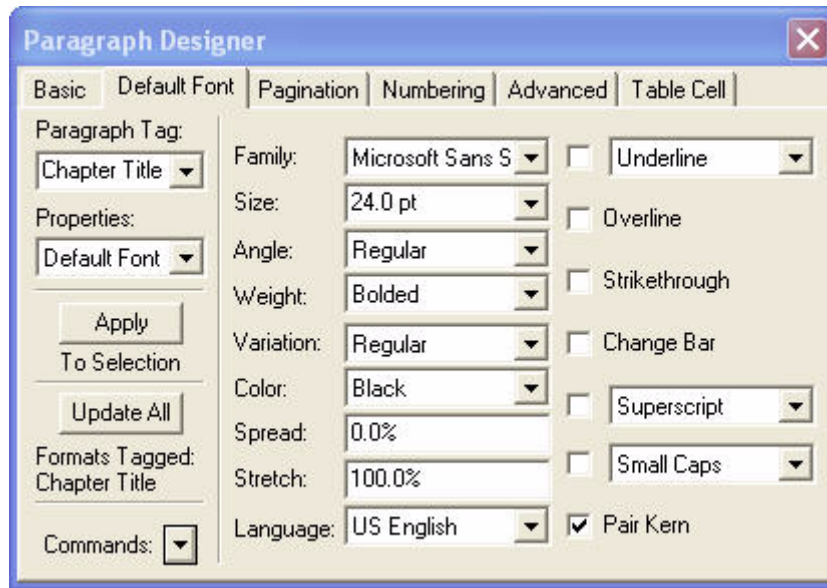 Paragraph Designer
Basic Default Font Pagination Numbering Advanced Table Cell
Paragraph Tag:
Chapter Title
Properties:
Default Font
Apply
To Selection
Update All
Formats Tagged:
Chapter Title
Commands:
Family: Microsoft Sans S
Size: 24.0 pt
Angle: Regular
Weight: Bolded
Variation: Regular
Color: Black
Spread: 0.0%
Stretch: 100.0%
Language: US English
Underline
Overline
Strikethrough
Change Bar
Superscript
Small Caps
Pair Kern